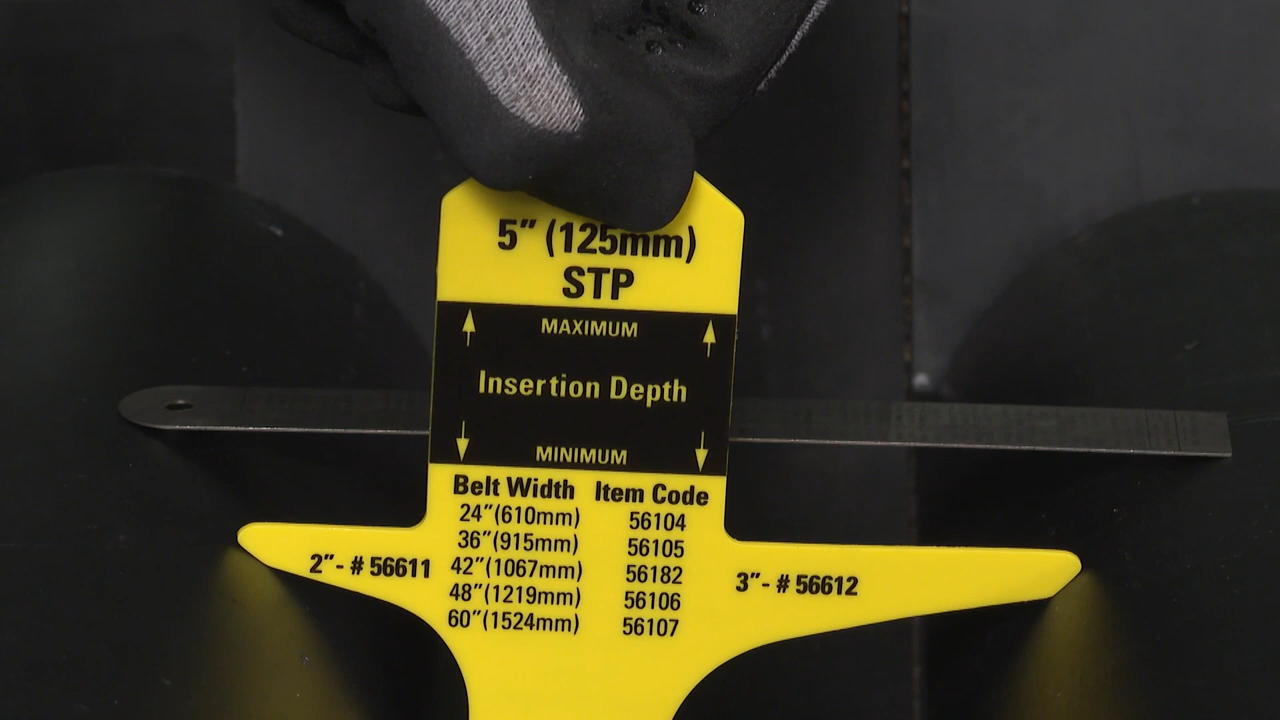 5" (125mm)
STP
MAXIMUM
Insertion Depth
MINIMUM
Belt Width Item Code
24"(610mm) 56104
36"(915mm) 56105
42"(1067mm) 56182
48"(1219mm) 56106
60"(1524mm) 56107
2"- # 56611
3"- # 56612